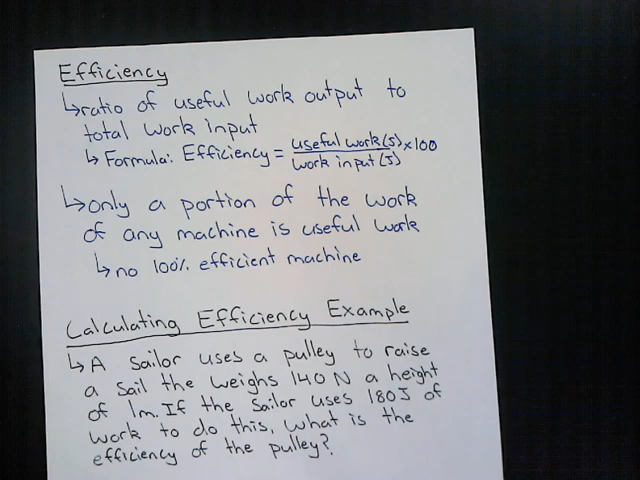 Efficiency
↳ ratio of useful work output to
total work input
↳ Formula: Efficiency = useful work (J) / work input (J) × 100
↳ only a portion of the work
of any machine is useful work
↳ no 100% efficient machine
Calculating Efficiency Example
↳ A sailor uses a pulley to raise
a sail the weighs 140 N a height
of 1m. If the sailor uses 180J of
work to do this, what is the
efficiency of the pulley?